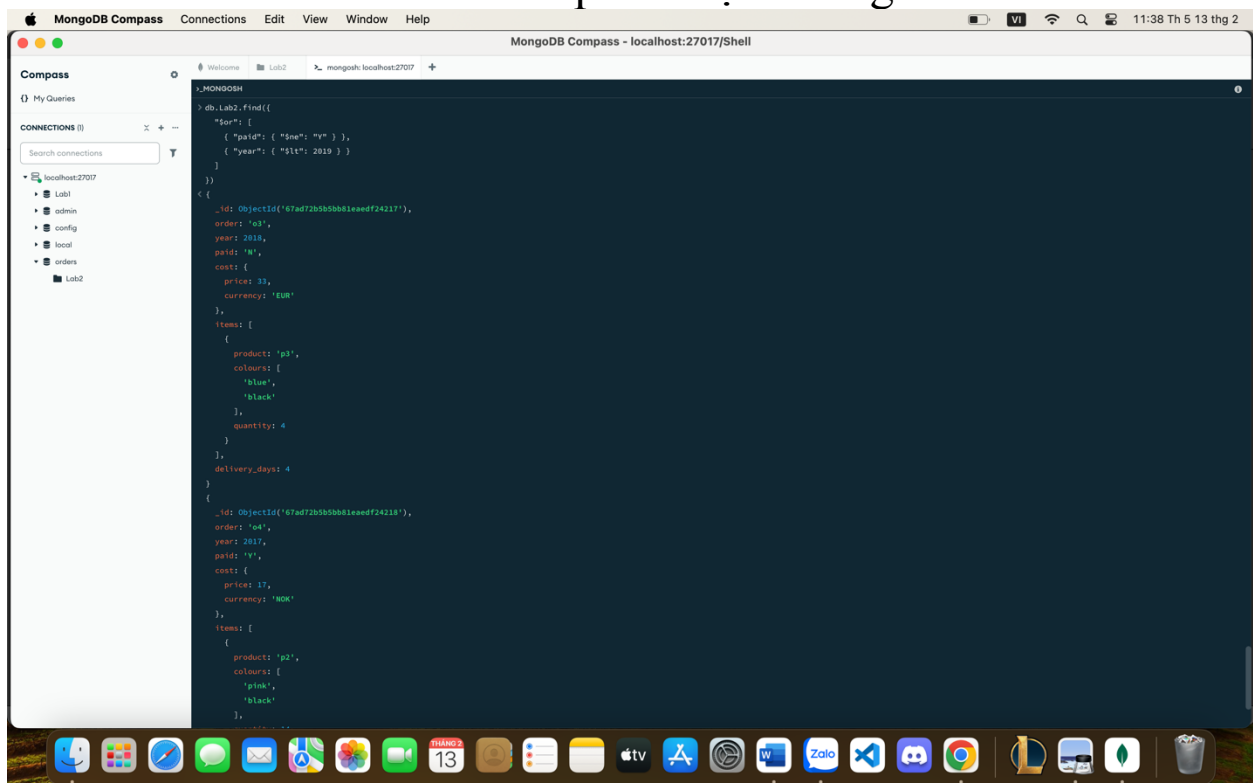 MongoDB Compass Connections Edit View Window Help VI 11:38 Th 5 13 thg 2
MongoDB Compass - localhost:27017/Shell
Compass
My Queries
CONNECTIONS (1)
Search connections
localhost:27017
Lab1
admin
config
local
orders
Lab2
Welcome Lab2 >_ mongosh: localhost:27017 +
>_MONGOSH
> db.Lab2.find({
"$or": [
{ "paid": { "$ne": "Y" } },
{ "year": { "$lt": 2019 } }
]
})
< {
_id: ObjectId('67ad72b5b5bb81eaedf24217'),
order: 'o3',
year: 2018,
paid: 'N',
cost: {
price: 33,
currency: 'EUR'
},
items: [
{
product: 'p3',
colours: [
'blue',
'black'
],
quantity: 4
}
],
delivery_days: 4
}
{
_id: ObjectId('67ad72b5b5bb81eaedf24218'),
order: 'o4',
year: 2017,
paid: 'Y',
cost: {
price: 17,
currency: 'NOK'
},
items: [
{
product: 'p2',
colours: [
'pink',
'black'
],
THÁNG 2
13
tv
Zalo